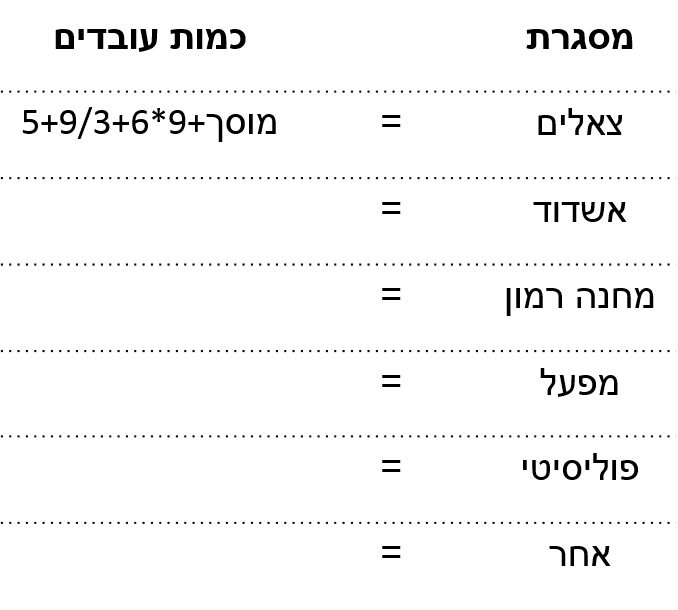 מסגרת כמות עובדים
צאלים = מוסך+9*6+9/3+5
אשדוד =
מחנה רמון =
מפעל =
פוליסיטי =
אחר =